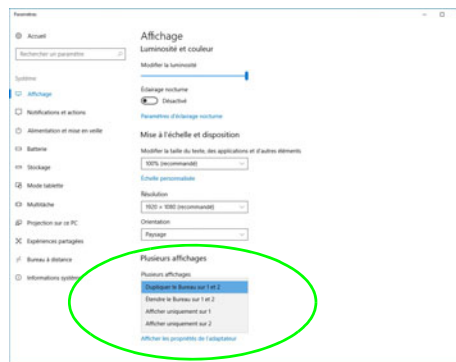 Paramètres
Accueil
Rechercher un paramètre
Système
Affichage
Notifications et actions
Alimentation et mise en veille
Batterie
Stockage
Mode tablette
Multitâche
Projection sur ce PC
Expériences partagées
Bureau à distance
Informations système
Affichage
Luminosité et couleur
Modifier la luminosité
Éclairage nocturne
Désactivé
Paramètres d'éclairage nocturne
Mise à l'échelle et disposition
Modifier la taille du texte, des applications et d'autres éléments
100% (recommandé)
Échelle personnalisée
Résolution
1920 × 1080 (recommandé)
Orientation
Paysage
Plusieurs affichages
Plusieurs affichages
Dupliquer le Bureau sur 1 et 2
Étendre le Bureau sur 1 et 2
Afficher uniquement sur 1
Afficher uniquement sur 2
Afficher les propriétés de l'adaptateur